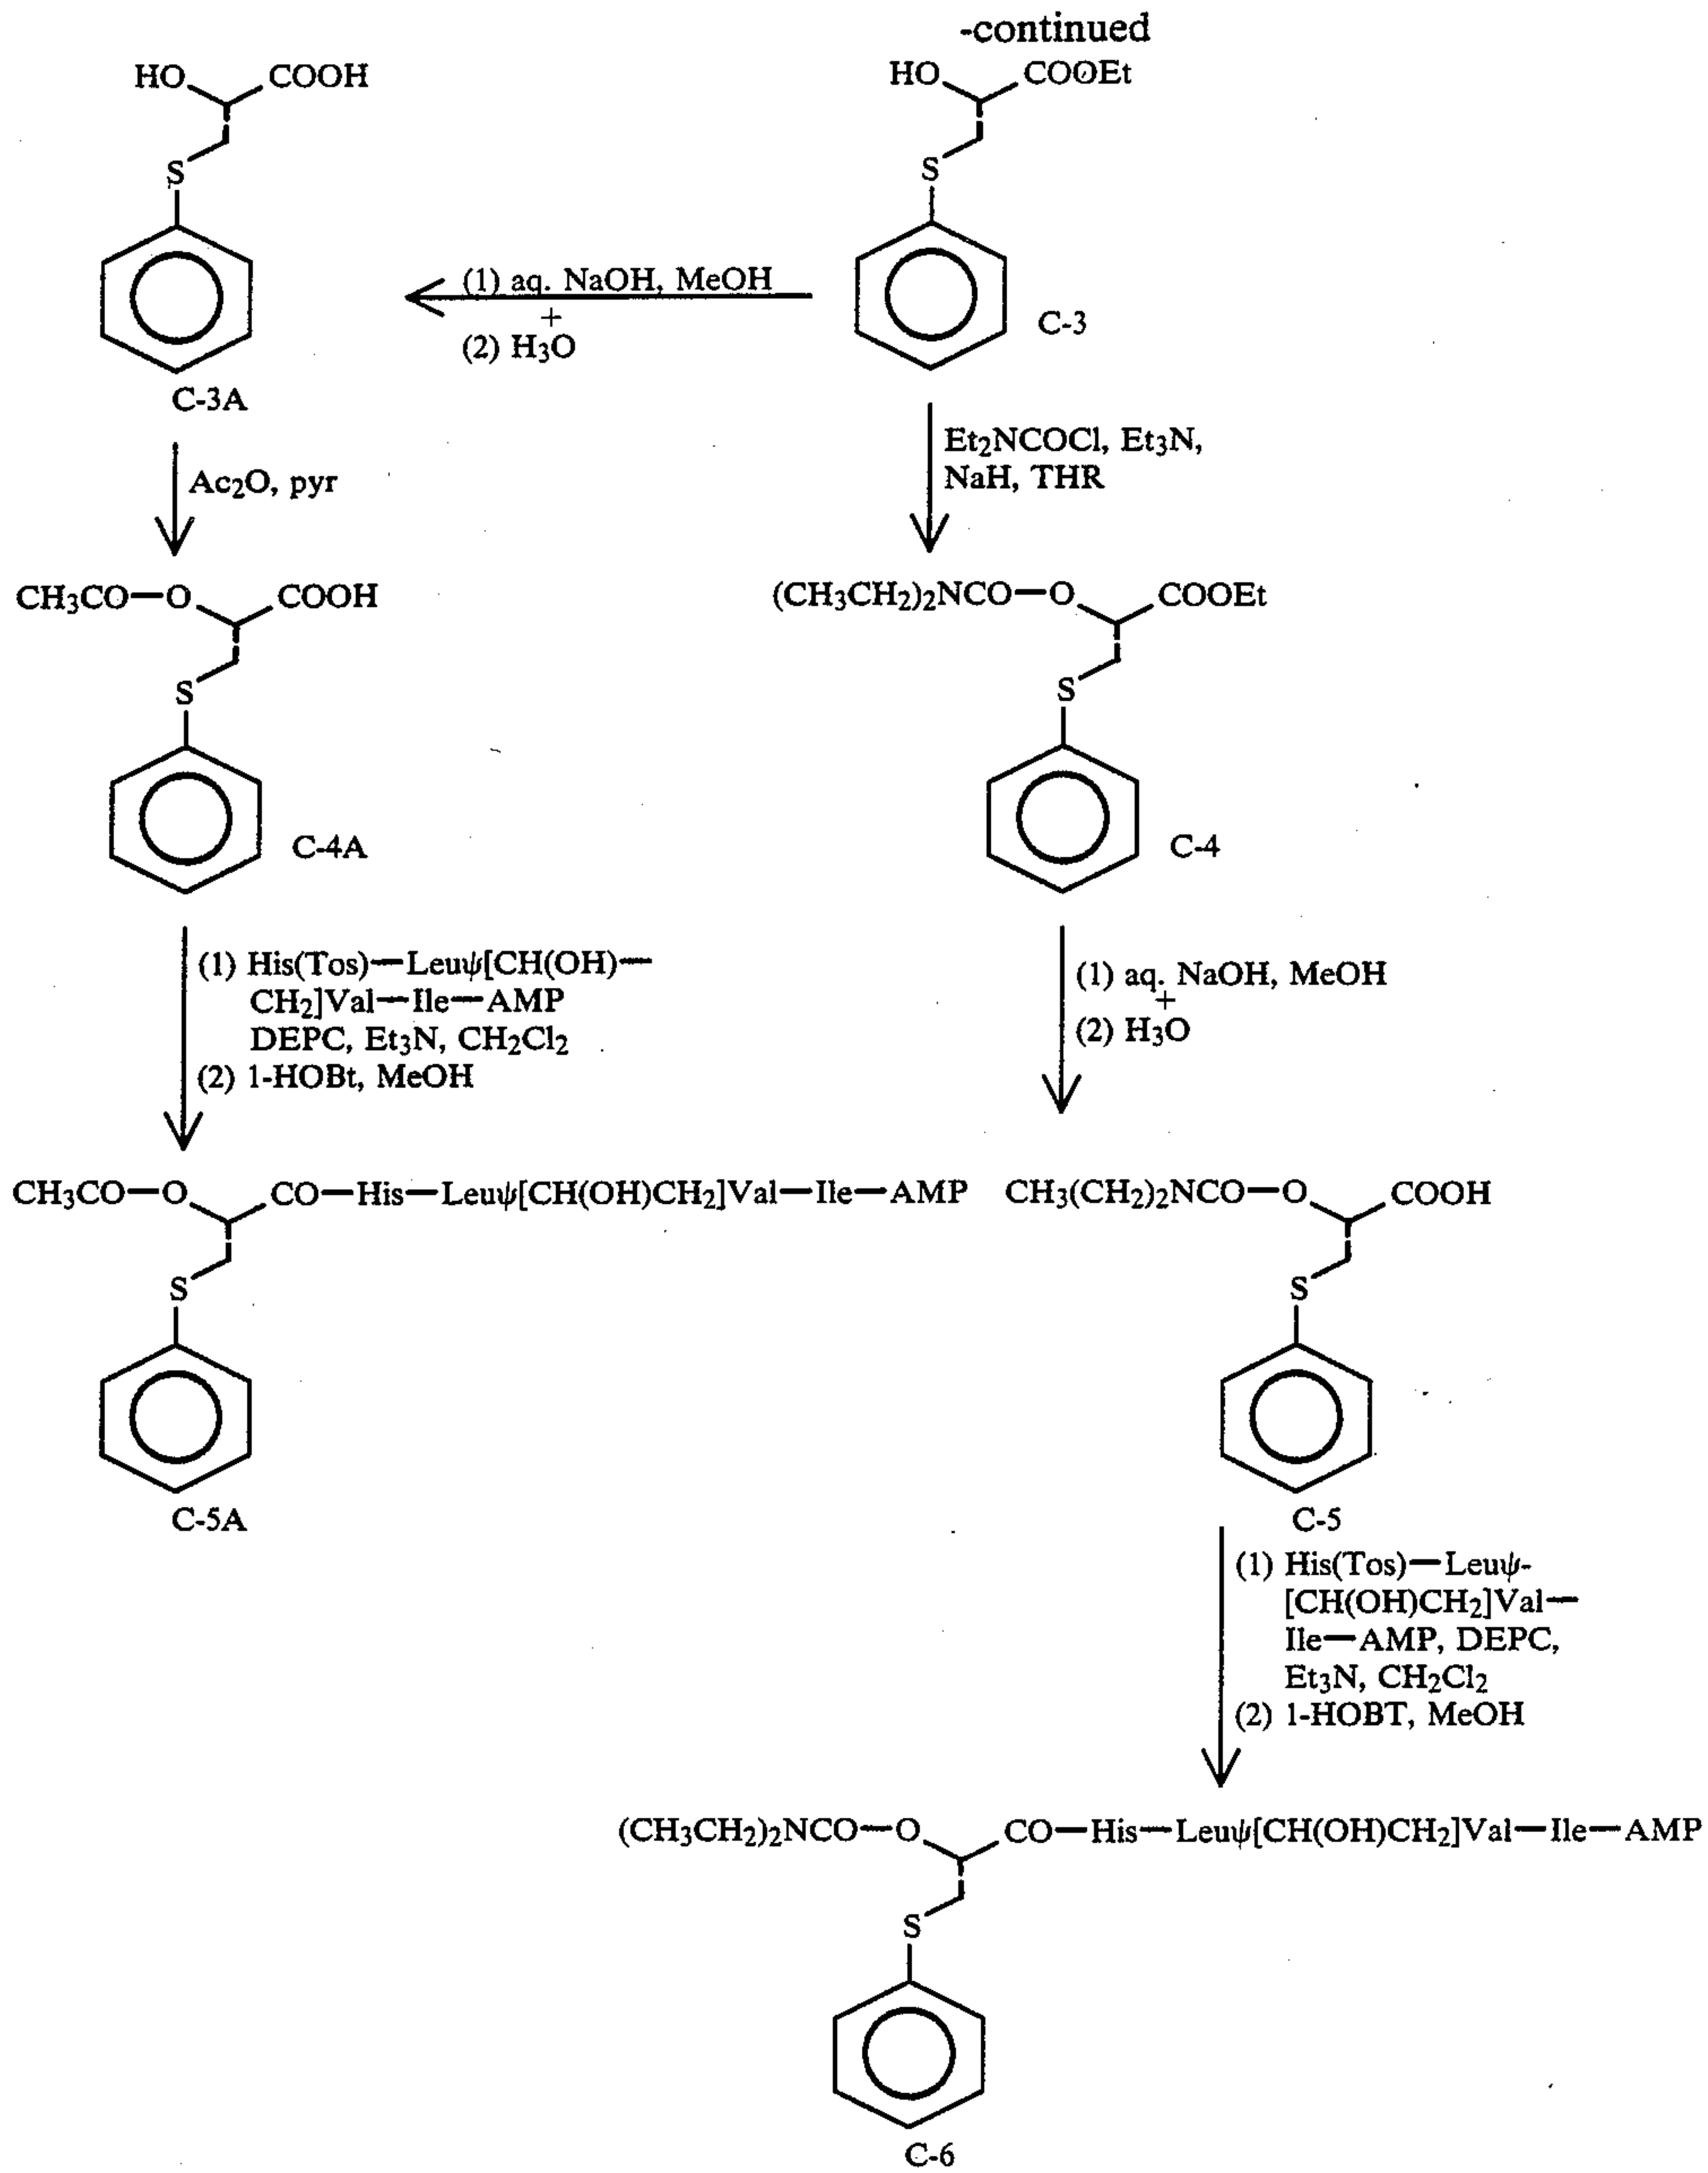 -continued
HO COOH
S
C-3A
HO COOEt
S
C-3
(1) aq. NaOH, MeOH
+
(2) H3O
Ac2O, pyr
Et2NCOCl, Et3N,
NaH, THR
CH3CO—O COOH
S
C-4A
(CH3CH2)2NCO—O COOEt
S
C-4
(1) His(Tos)—Leuψ[CH(OH)—
CH2]Val—Ile—AMP
DEPC, Et3N, CH2Cl2
(2) 1-HOBt, MeOH
(1) aq. NaOH, MeOH
+
(2) H3O
CH3CO—O CO—His—Leuψ[CH(OH)CH2]Val—Ile—AMP
S
C-5A
CH3(CH2)2NCO—O COOH
S
C-5
(1) His(Tos)—Leuψ-
[CH(OH)CH2]Val—
Ile—AMP, DEPC,
Et3N, CH2Cl2
(2) 1-HOBT, MeOH
(CH3CH2)2NCO—O CO—His—Leuψ[CH(OH)CH2]Val—Ile—AMP
S
C-6